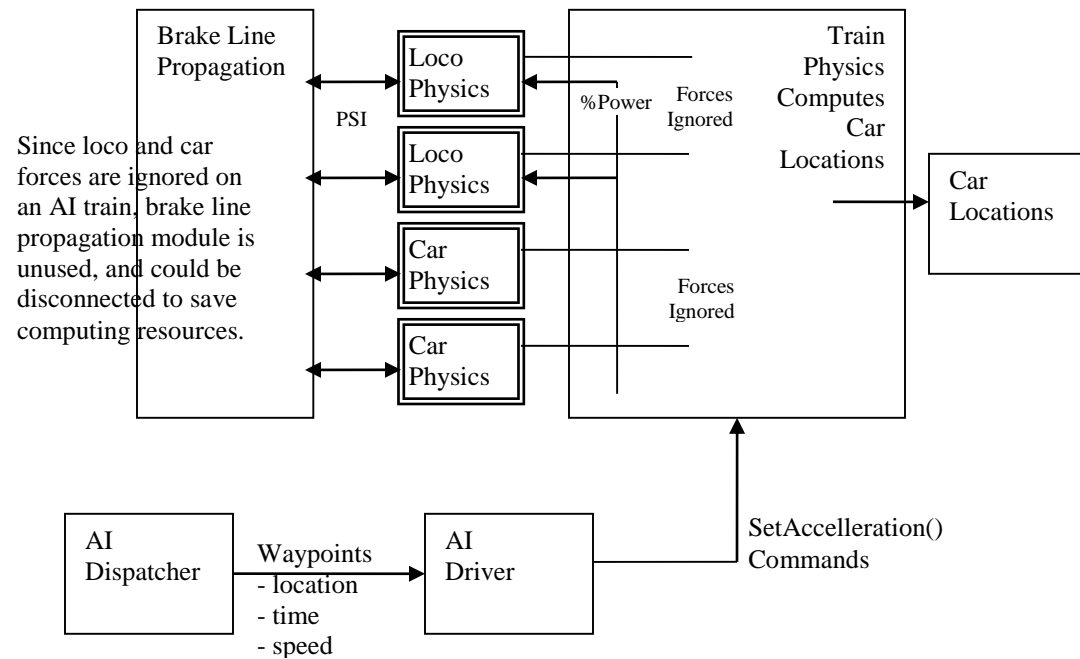 Brake Line
Propagation
Since loco and car
forces are ignored on
an AI train, brake line
propagation module is
unused, and could be
disconnected to save
computing resources.
PSI
Loco
Physics
Loco
Physics
Car
Physics
Car
Physics
%Power
Forces
Ignored
Forces
Ignored
Train
Physics
Computes
Car
Locations
Car
Locations
AI
Dispatcher
Waypoints
- location
- time
- speed
AI
Driver
SetAccelleration()
Commands